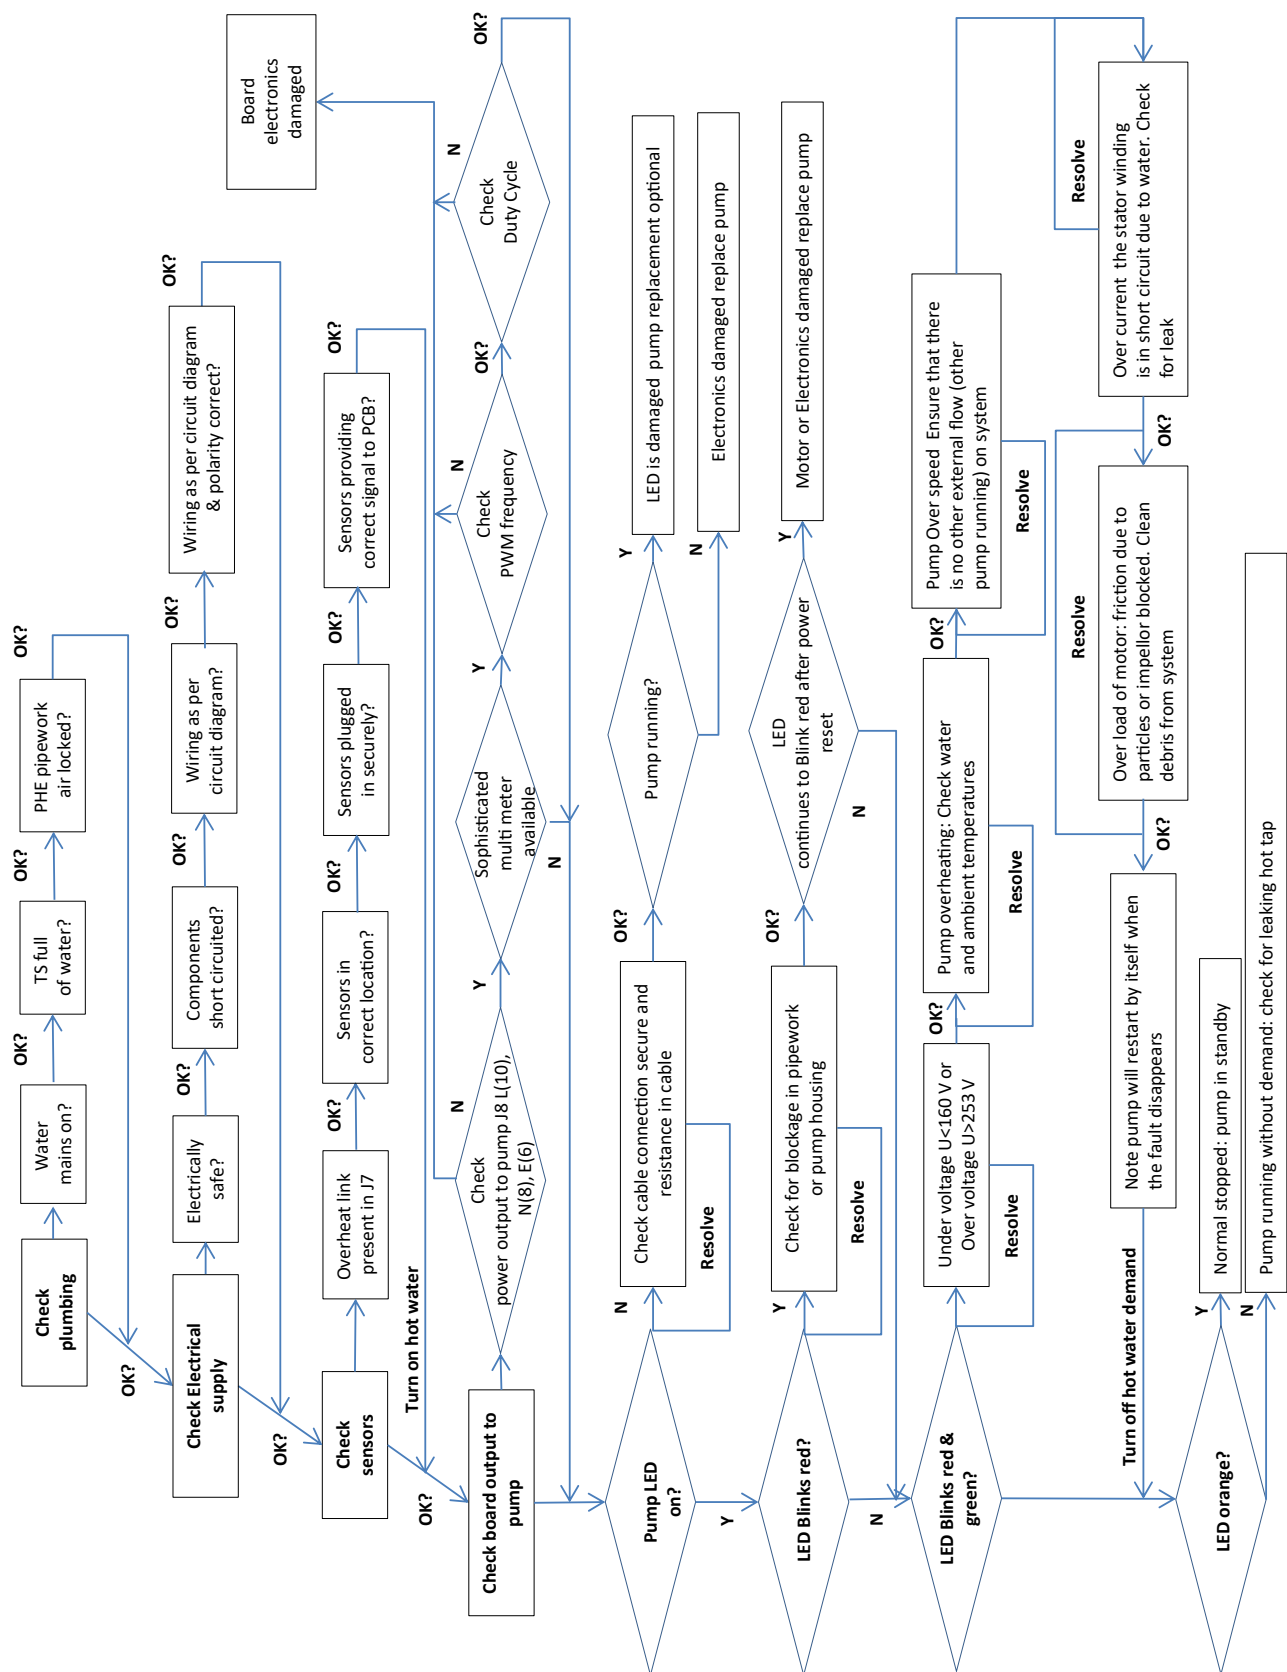 Check
plumbing
Water
mains on?
OK?
TS full
of water?
OK?
PHE pipework
air locked?
OK?
OK?
Check Electrical
supply
Electrically
safe?
OK?
Components
short circuited?
OK?
Wiring as per
circuit diagram?
OK?
Wiring as per circuit diagram
& polarity correct?
OK?
OK?
Check
sensors
Overheat link
present in J7
OK?
Sensors in
correct location?
OK?
Sensors plugged
in securely?
OK?
Sensors providing
correct signal to PCB?
OK?
Board
electronics
damaged
Turn on hot water
OK?
Check board output to
pump
Check
power output to pump J8 L(10),
N(8), E(6)
N
Y
Sophisticated
multi meter
available
Y
N
Check
PWM frequency
N
OK?
Check
Duty Cycle
N
OK?
Pump LED
on?
N
Y
Check cable connection secure and
resistance in cable
Resolve
OK?
Pump running?
Y
LED is damaged pump replacement optional
N
Electronics damaged replace pump
LED Blinks red?
Y
N
Check for blockage in pipework
or pump housing
Resolve
OK?
LED
continues to Blink red after power
reset
Y
N
Motor or Electronics damaged replace pump
LED Blinks red &
green?
Under voltage U<160 V or
Over voltage U>253 V
Resolve
OK?
Pump overheating: Check water
and ambient temperatures
Resolve
OK?
Pump Over speed Ensure that there
is no other external flow (other
pump running) on system
Resolve
Resolve
Over current the stator winding
is in short circuit due to water. Check
for leak
OK?
Resolve
Over load of motor: friction due to
particles or impellor blocked. Clean
debris from system
OK?
Note pump will restart by itself when
the fault disappears
Turn off hot water demand
LED orange?
Y
Normal stopped: pump in standby
N
Pump running without demand: check for leaking hot tap